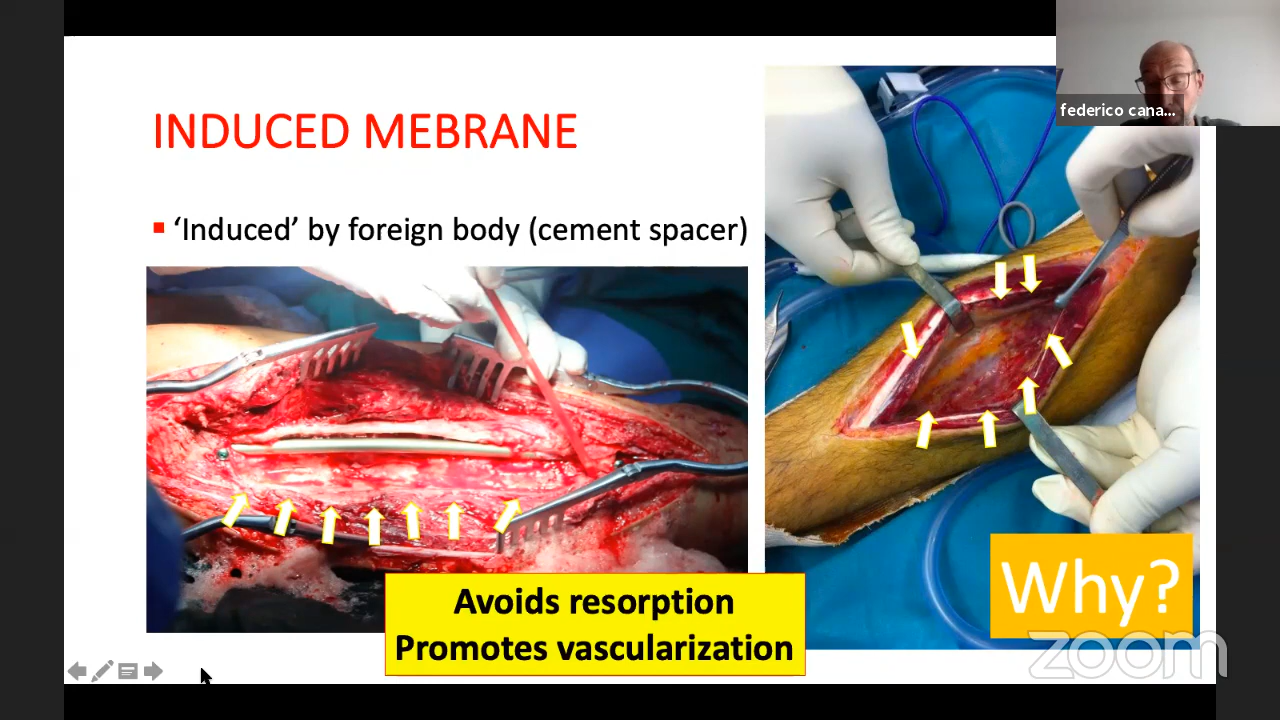 federico cana...
INDUCED MEBRANE
‘Induced’ by foreign body (cement spacer)
Avoids resorption
Promotes vascularization
Why?
zoom